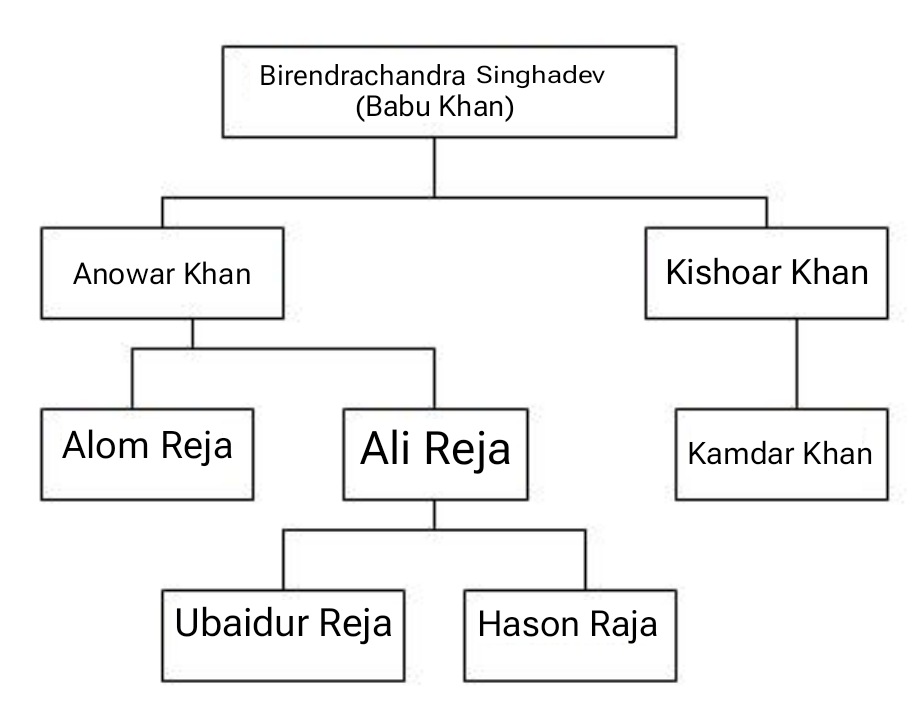 Birendrachandra Singhadev
(Babu Khan)
Anowar Khan
Kishoar Khan
Alom Reja
Ali Reja
Kamdar Khan
Ubaidur Reja
Hason Raja